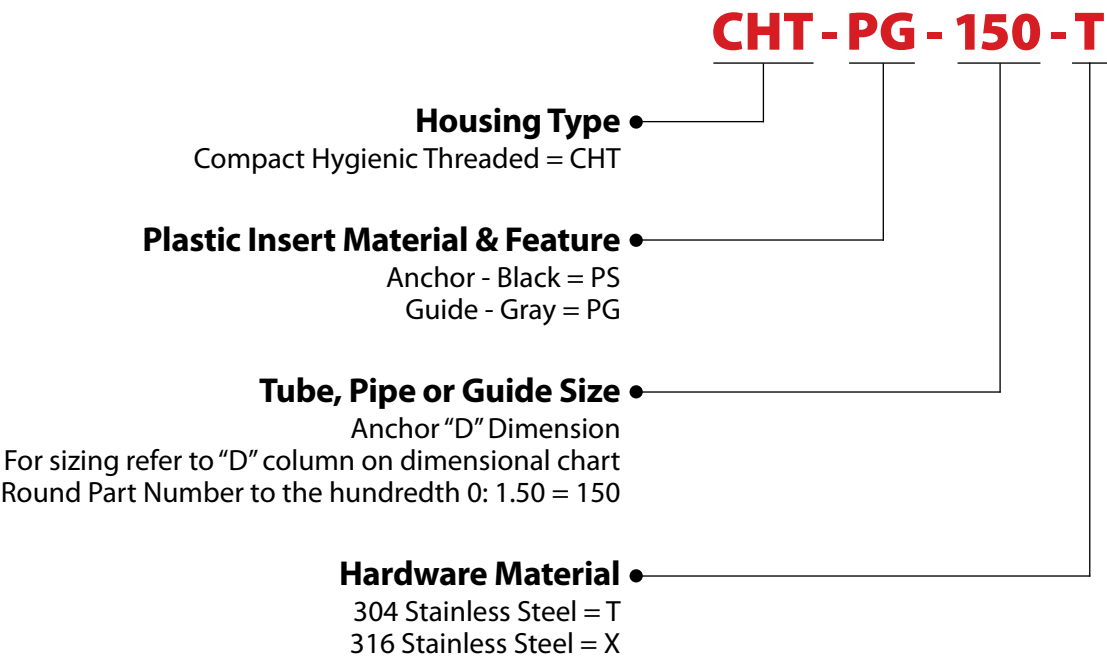 CHT - PG - 150 - T
Housing Type
Compact Hygienic Threaded = CHT
Plastic Insert Material & Feature
Anchor - Black = PS
Guide - Gray = PG
Tube, Pipe or Guide Size
Anchor “D” Dimension
For sizing refer to “D” column on dimensional chart
Round Part Number to the hundredth 0: 1.50 = 150
Hardware Material
304 Stainless Steel = T
316 Stainless Steel = X